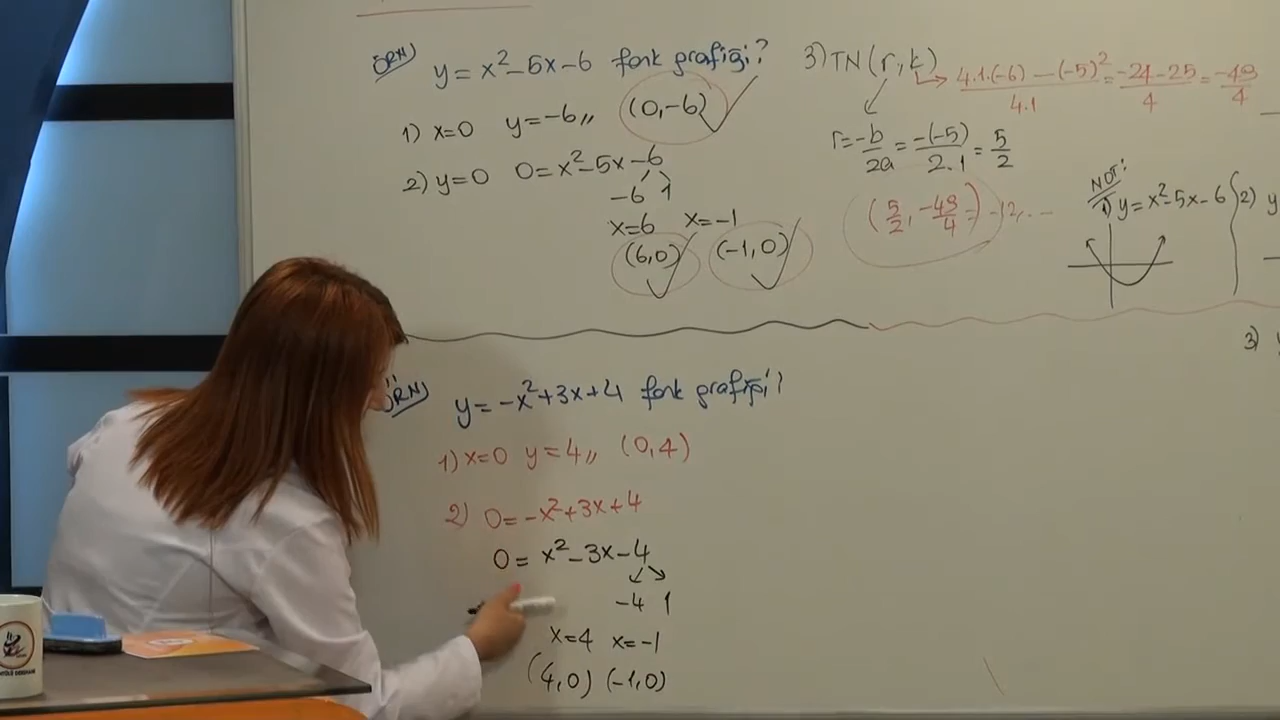 ÖRN) y = x² - 5x - 6 fonk grafiği?
1) x=0 y=-6,, (0,-6)
2) y=0 0=x²-5x-6
-6 1
x=6 x=-1
(6,0) (-1,0)
3) TN(r,k)
4.1.(-6) - (-5)² / 4.1 = -24-25 / 4 = -49/4
r = -b/2a = -(-5)/2.1 = 5/2
(5/2, -49/4) = -12,...
NOT:
1) y = x²-5x-6
2) y
3) y
ÖRN) y = -x²+3x+4 fonk grafiği?
1) x=0 y=4,, (0,4)
2) 0=-x²+3x+4
0= x²-3x-4
-4 1
x=4 x=-1
(4,0) (-1,0)